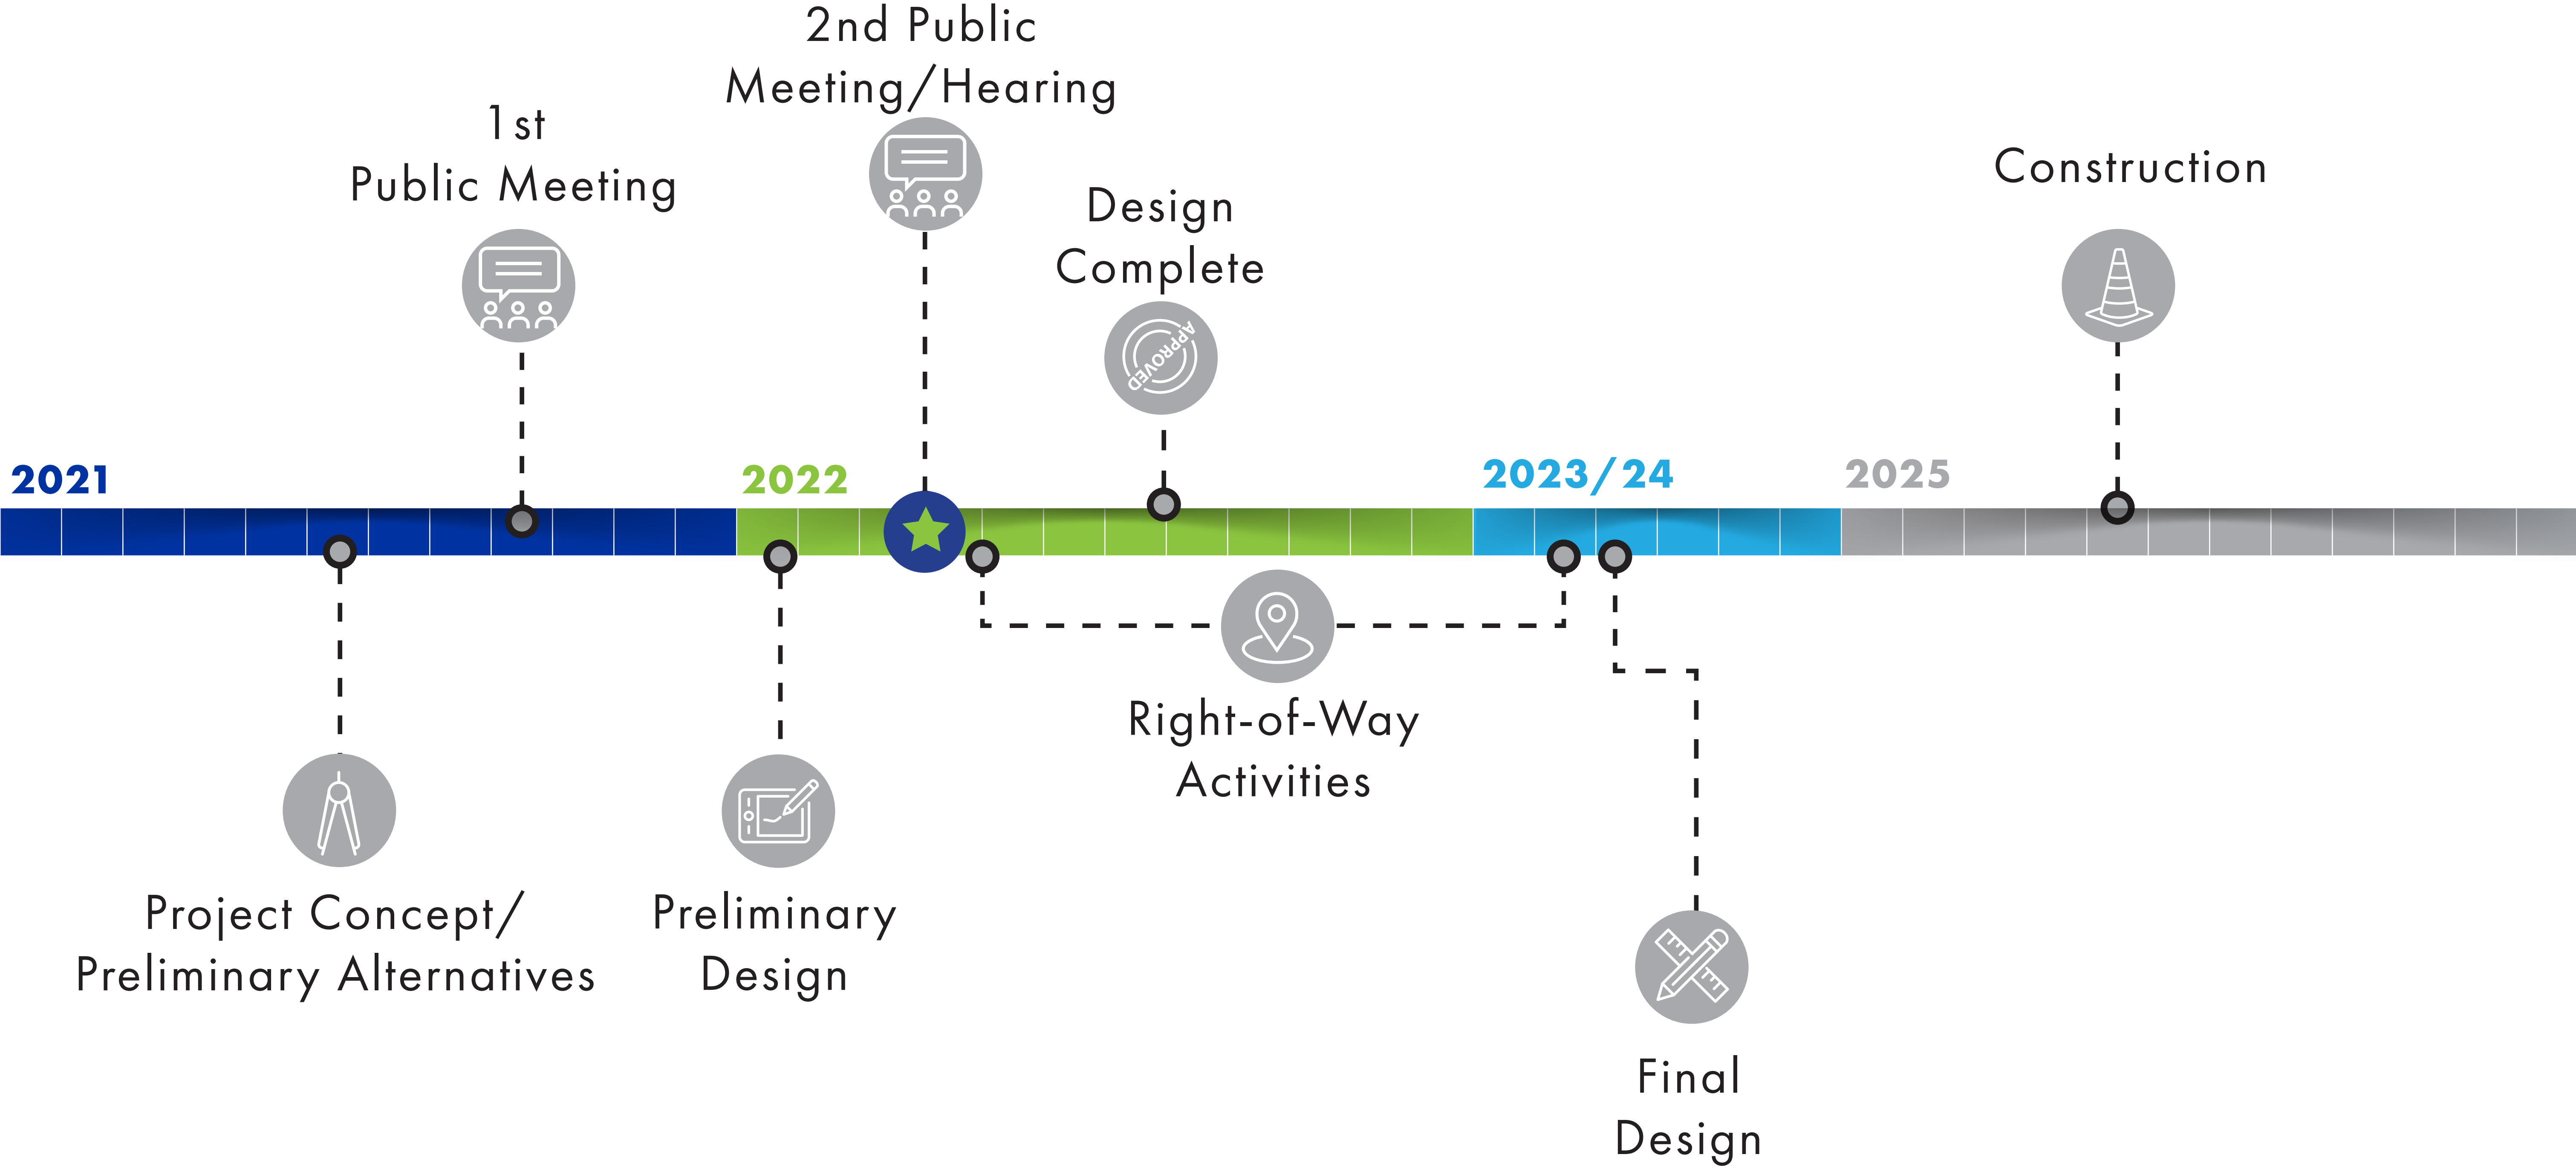 2nd Public
Meeting/Hearing
1st
Public Meeting
Design
Complete
APPROVED
Construction
2021
2022
2023/24
2025
Right-of-Way
Activities
Project Concept/
Preliminary Alternatives
Preliminary
Design
Final
Design